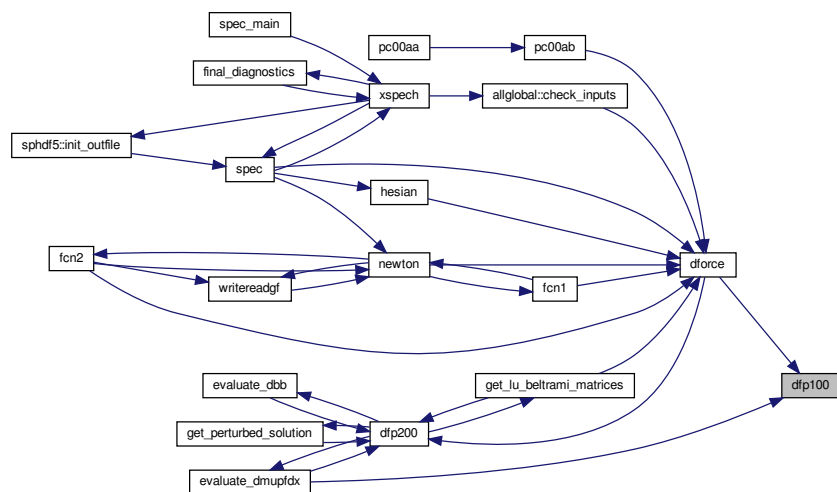 spec_main
pc00aa
pc00ab
final_diagnostics
xspech
allglobal::check_inputs
sphdf5::init_outfile
spec
hesian
fcn2
newton
dforce
writereadgf
fcn1
evaluate_dbb
get_lu_beltrami_matrices
dfp100
get_perturbed_solution
dfp200
evaluate_dmupfdx